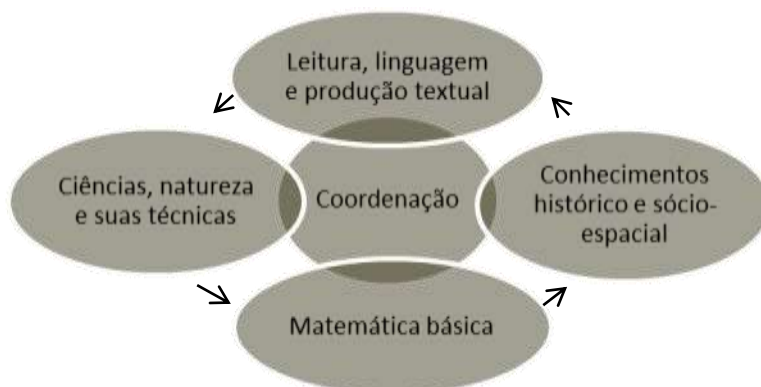 Leitura, linguagem
e produção textual
Ciências, natureza
e suas técnicas
Coordenação
Conhecimentos
histórico e sócio-
espacial
Matemática básica